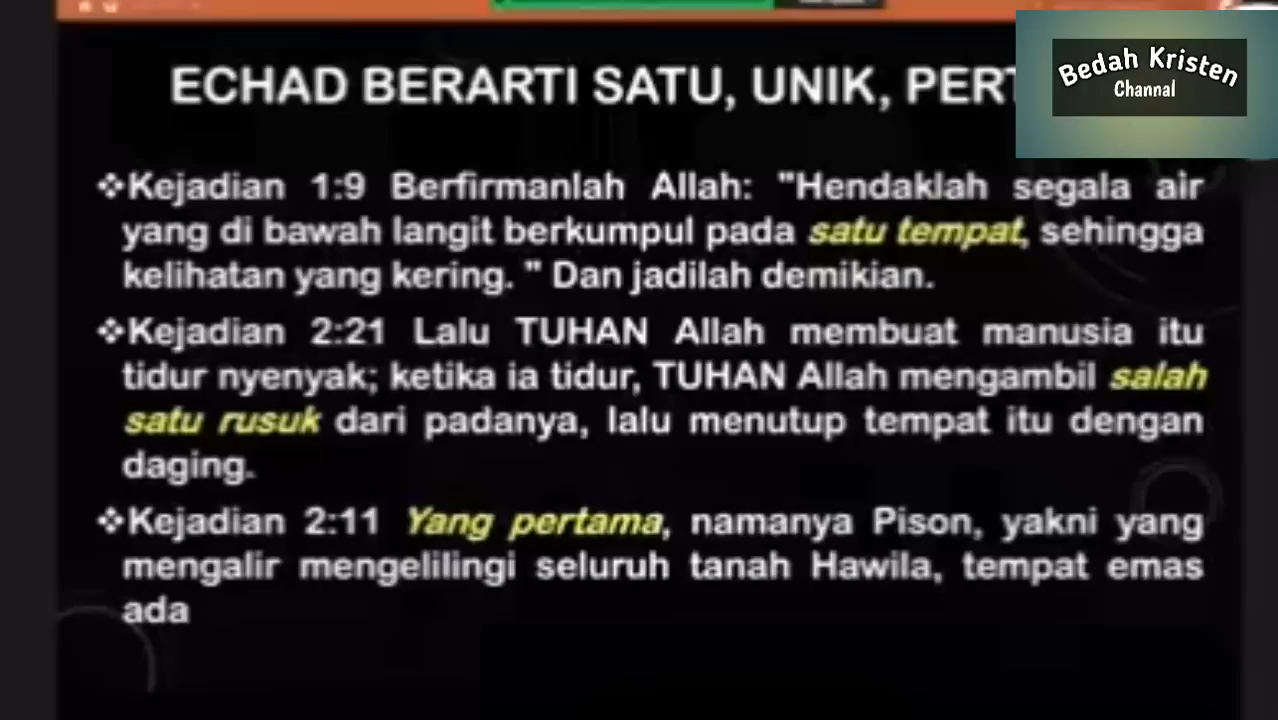 ECHAD BERARTI SATU, UNIK, PERT
Bedah Kristen
Channal
❖Kejadian 1:9 Berfirmanlah Allah: "Hendaklah segala air
yang di bawah langit berkumpul pada satu tempat, sehingga
kelihatan yang kering. " Dan jadilah demikian.
❖Kejadian 2:21 Lalu TUHAN Allah membuat manusia itu
tidur nyenyak; ketika ia tidur, TUHAN Allah mengambil salah
satu rusuk dari padanya, lalu menutup tempat itu dengan
daging.
❖Kejadian 2:11 Yang pertama, namanya Pison, yakni yang
mengalir mengelilingi seluruh tanah Hawila, tempat emas
ada